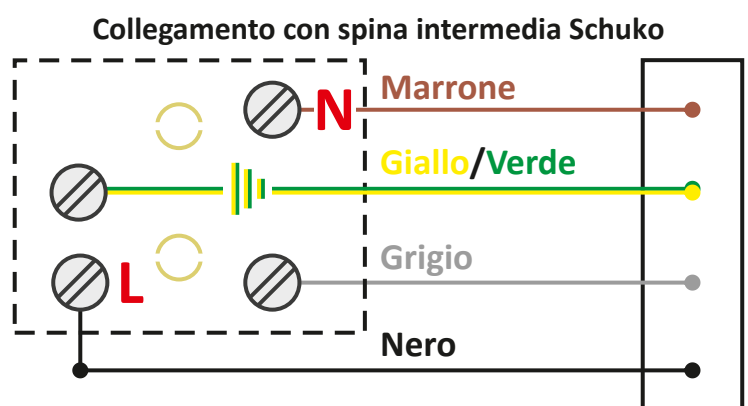 Collegamento con spina intermedia Schuko
N Marrone
Giallo/Verde
L Grigio
Nero